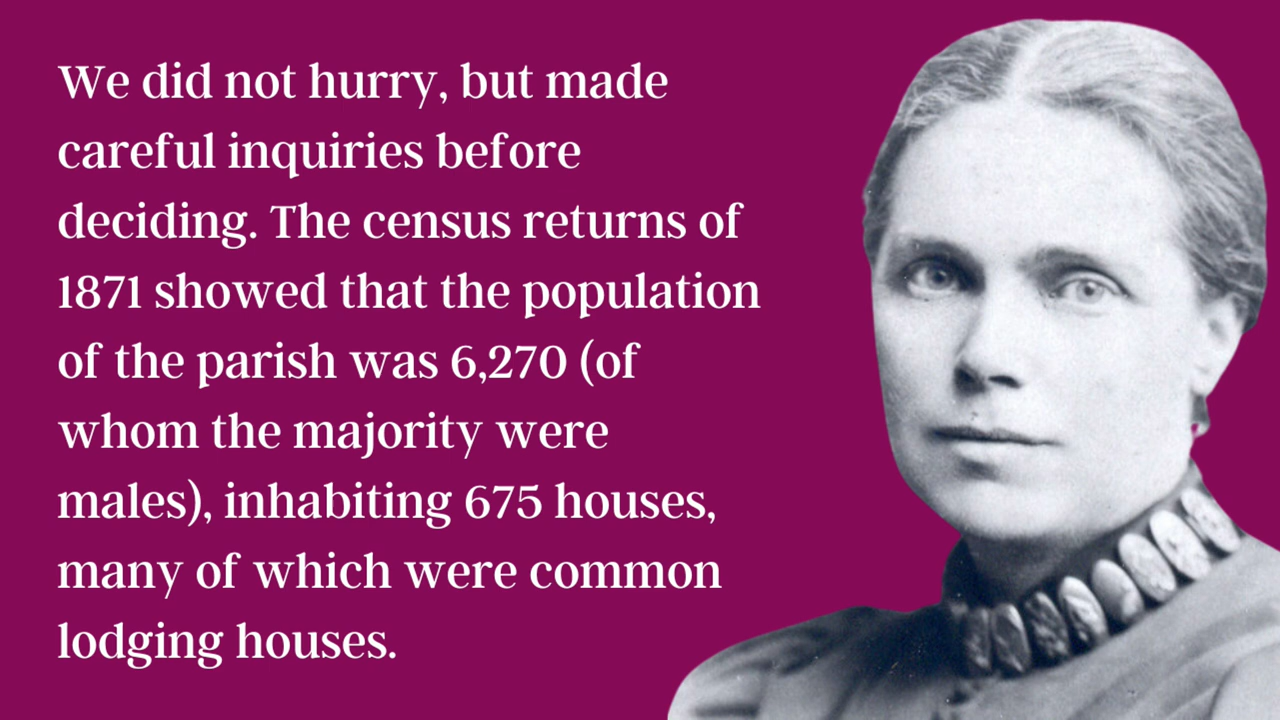 We did not hurry, but made
careful inquiries before
deciding. The census returns of
1871 showed that the population
of the parish was 6,270 (of
whom the majority were
males), inhabiting 675 houses,
many of which were common
lodging houses.